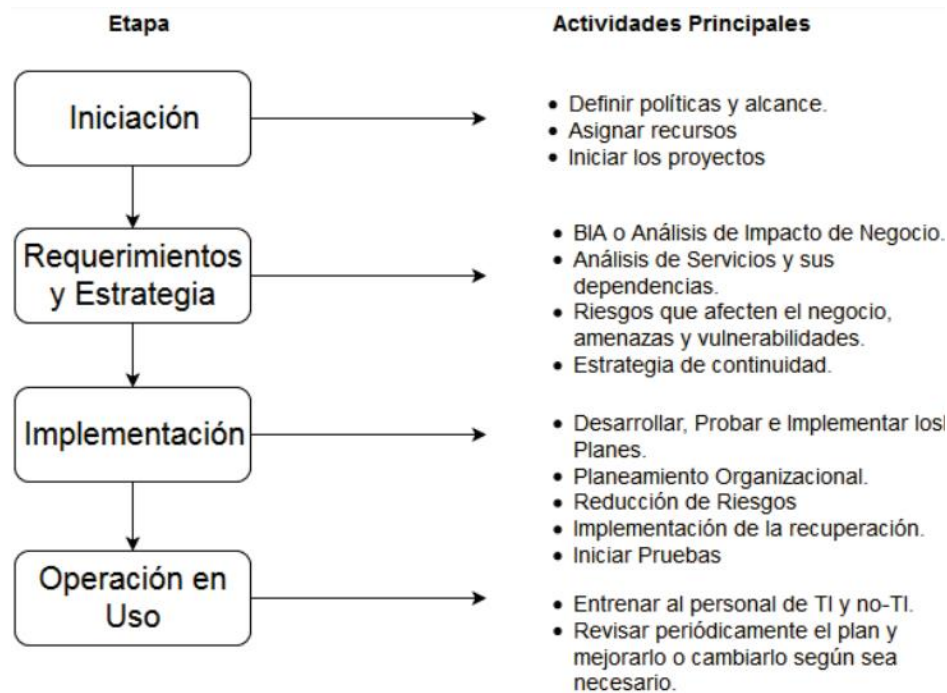 Etapa
Actividades Principales
Iniciación
• Definir políticas y alcance.
• Asignar recursos
• Iniciar los proyectos
Requerimientos
y Estrategia
• BIA o Análisis de Impacto de Negocio.
• Análisis de Servicios y sus
dependencias.
• Riesgos que afecten el negocio,
amenazas y vulnerabilidades.
• Estrategia de continuidad.
Implementación
• Desarrollar, Probar e Implementar losl
Planes.
• Planeamiento Organizacional.
• Reducción de Riesgos
• Implementación de la recuperación.
• Iniciar Pruebas
Operación en
Uso
• Entrenar al personal de TI y no-TI.
• Revisar periódicamente el plan y
mejorarlo o cambiarlo según sea
necesario.